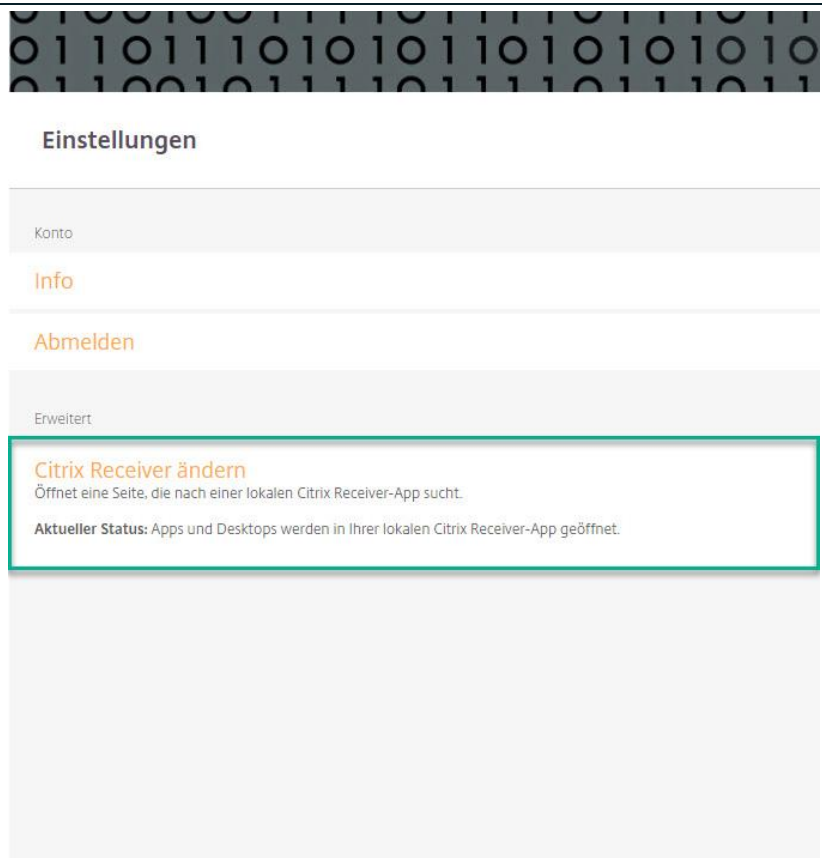 01101110101011010101010
Einstellungen
Konto
Info
Abmelden
Erweitert
Citrix Receiver ändern
Öffnet eine Seite, die nach einer lokalen Citrix Receiver-App sucht.
Aktueller Status: Apps und Desktops werden in Ihrer lokalen Citrix Receiver-App geöffnet.